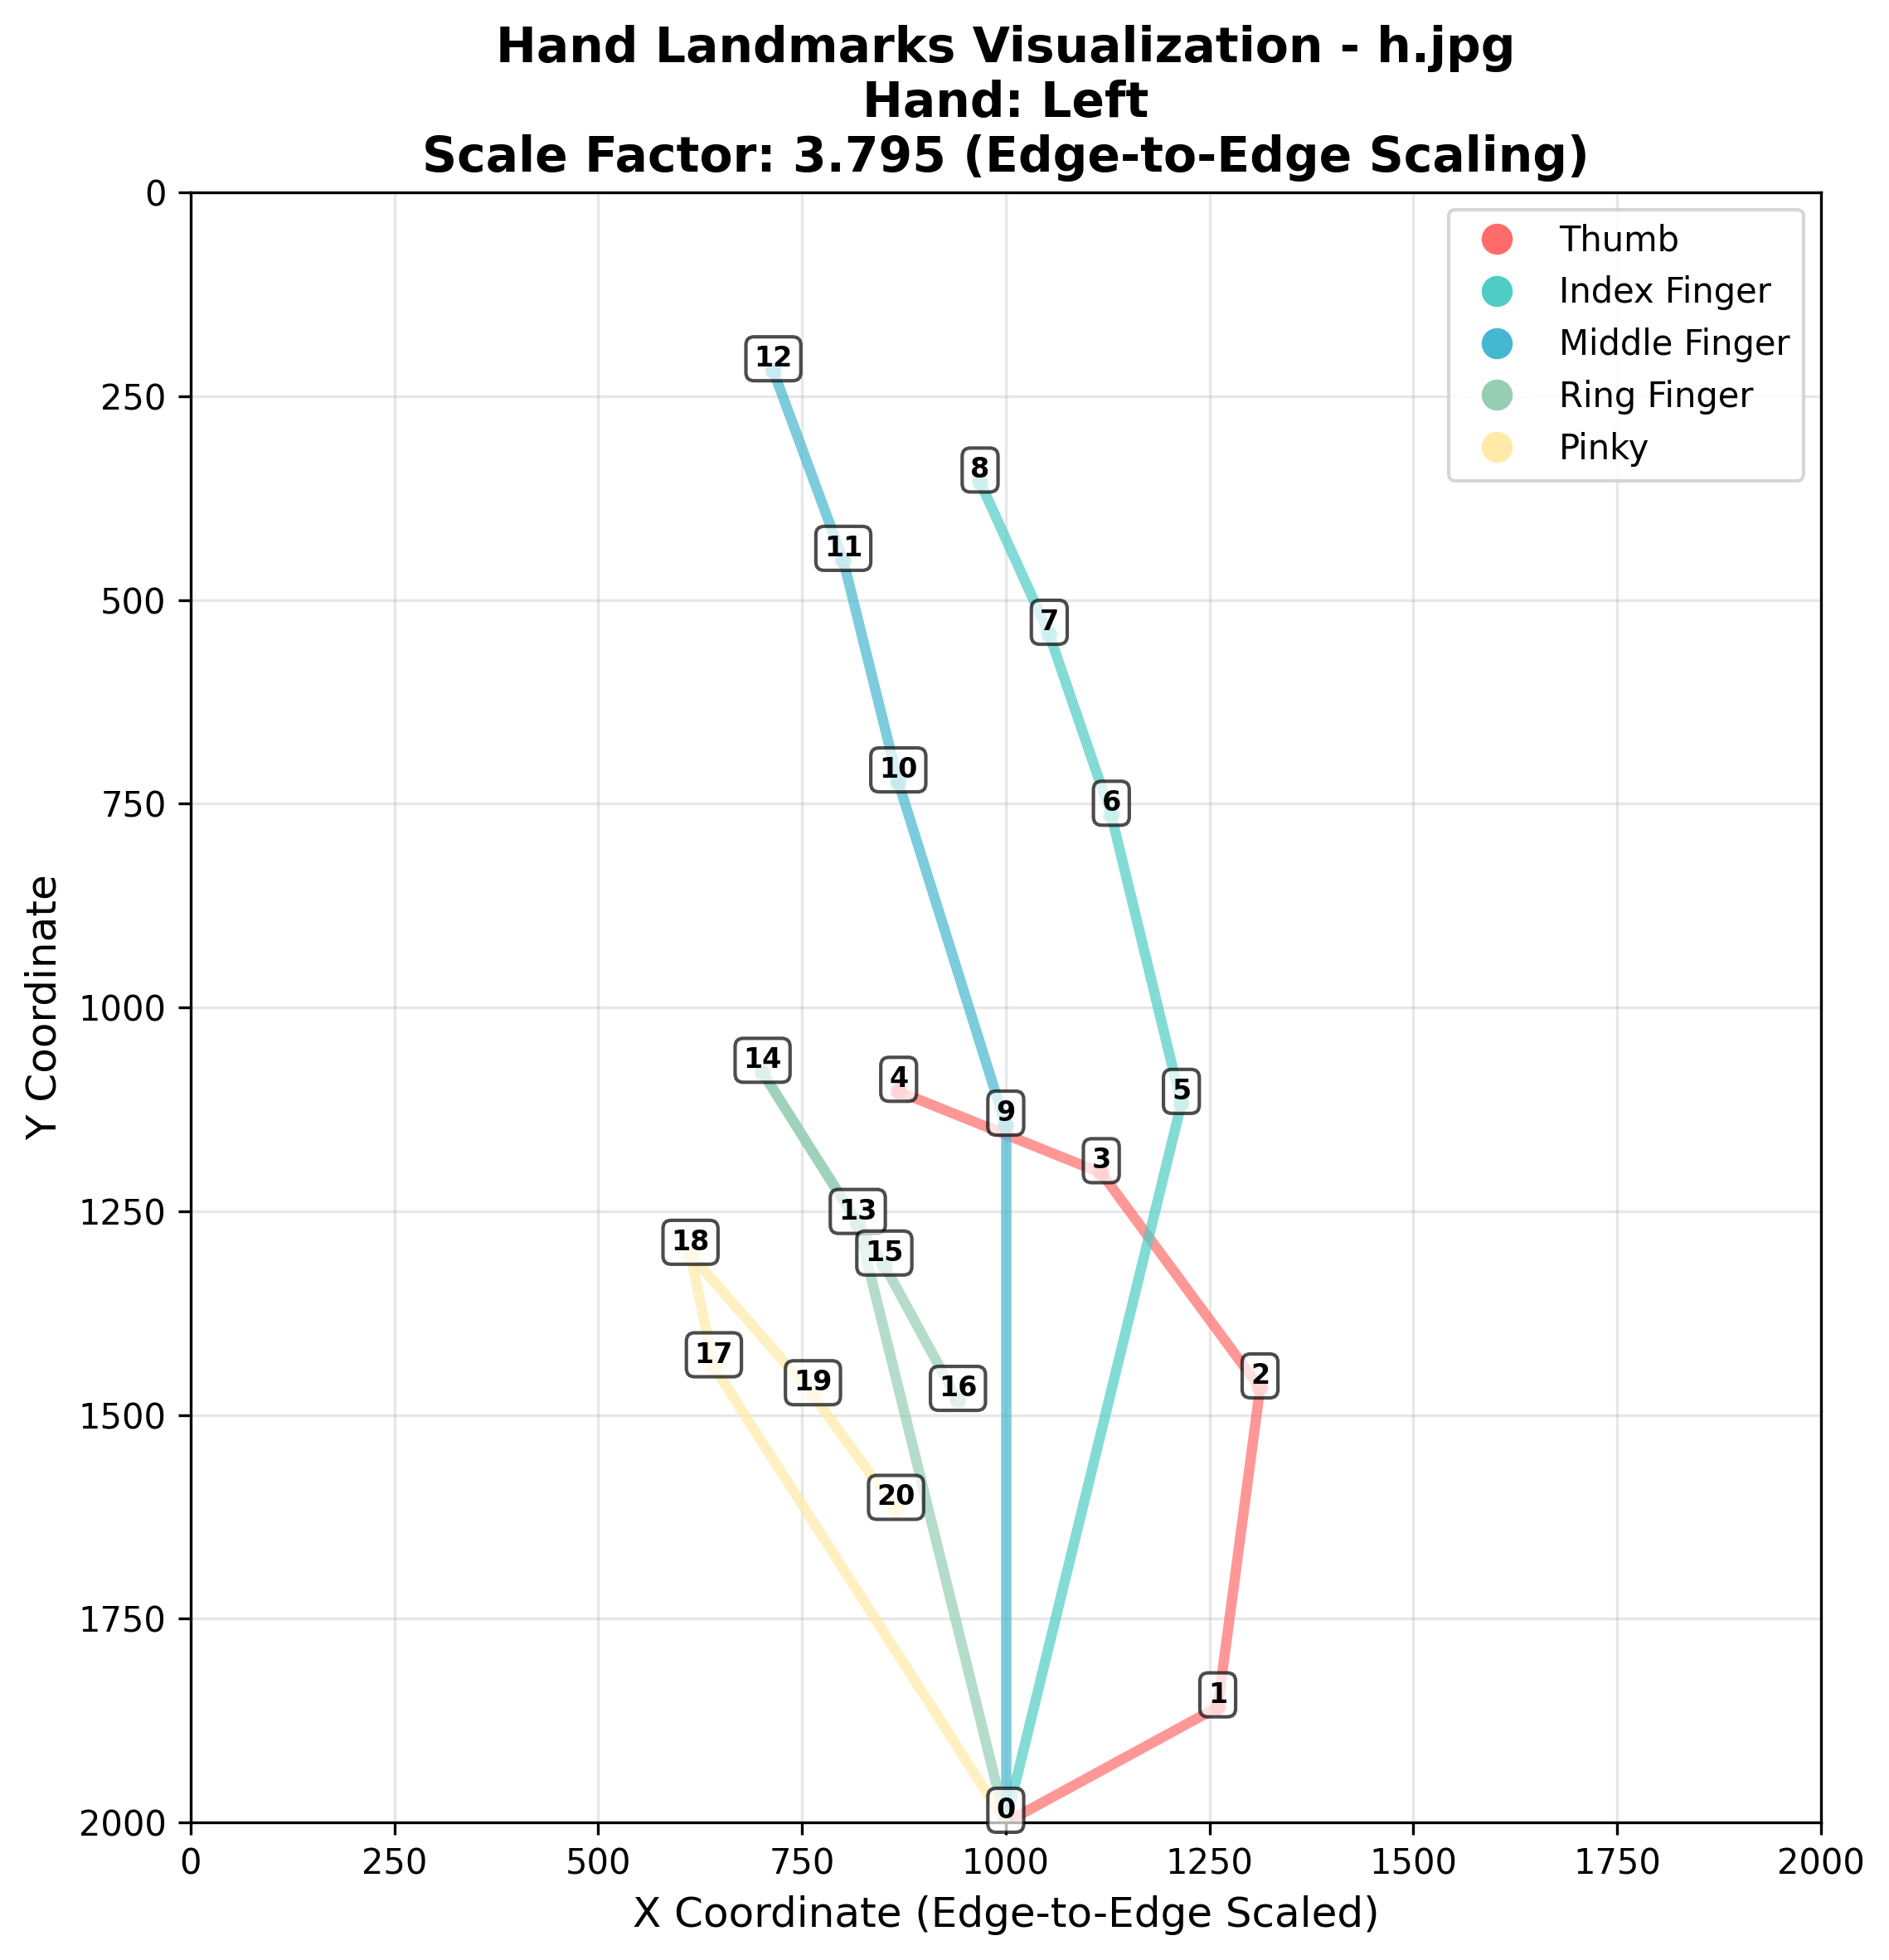 Hand Landmarks Visualization - h.jpg
Hand: Left
Scale Factor: 3.795 (Edge-to-Edge Scaling)
0
Thumb
Index Finger
Middle Finger
Ring Finger
Pinky
12
250
8
11
500
7
10
750
6
1000
14
4
5
9
3
13
1250
18
15
17
2
19
16
1500
20
1750
1
0
2000
0 250 500 750 1000 1250 1500 1750 2000
X Coordinate (Edge-to-Edge Scaled)
Y Coordinate